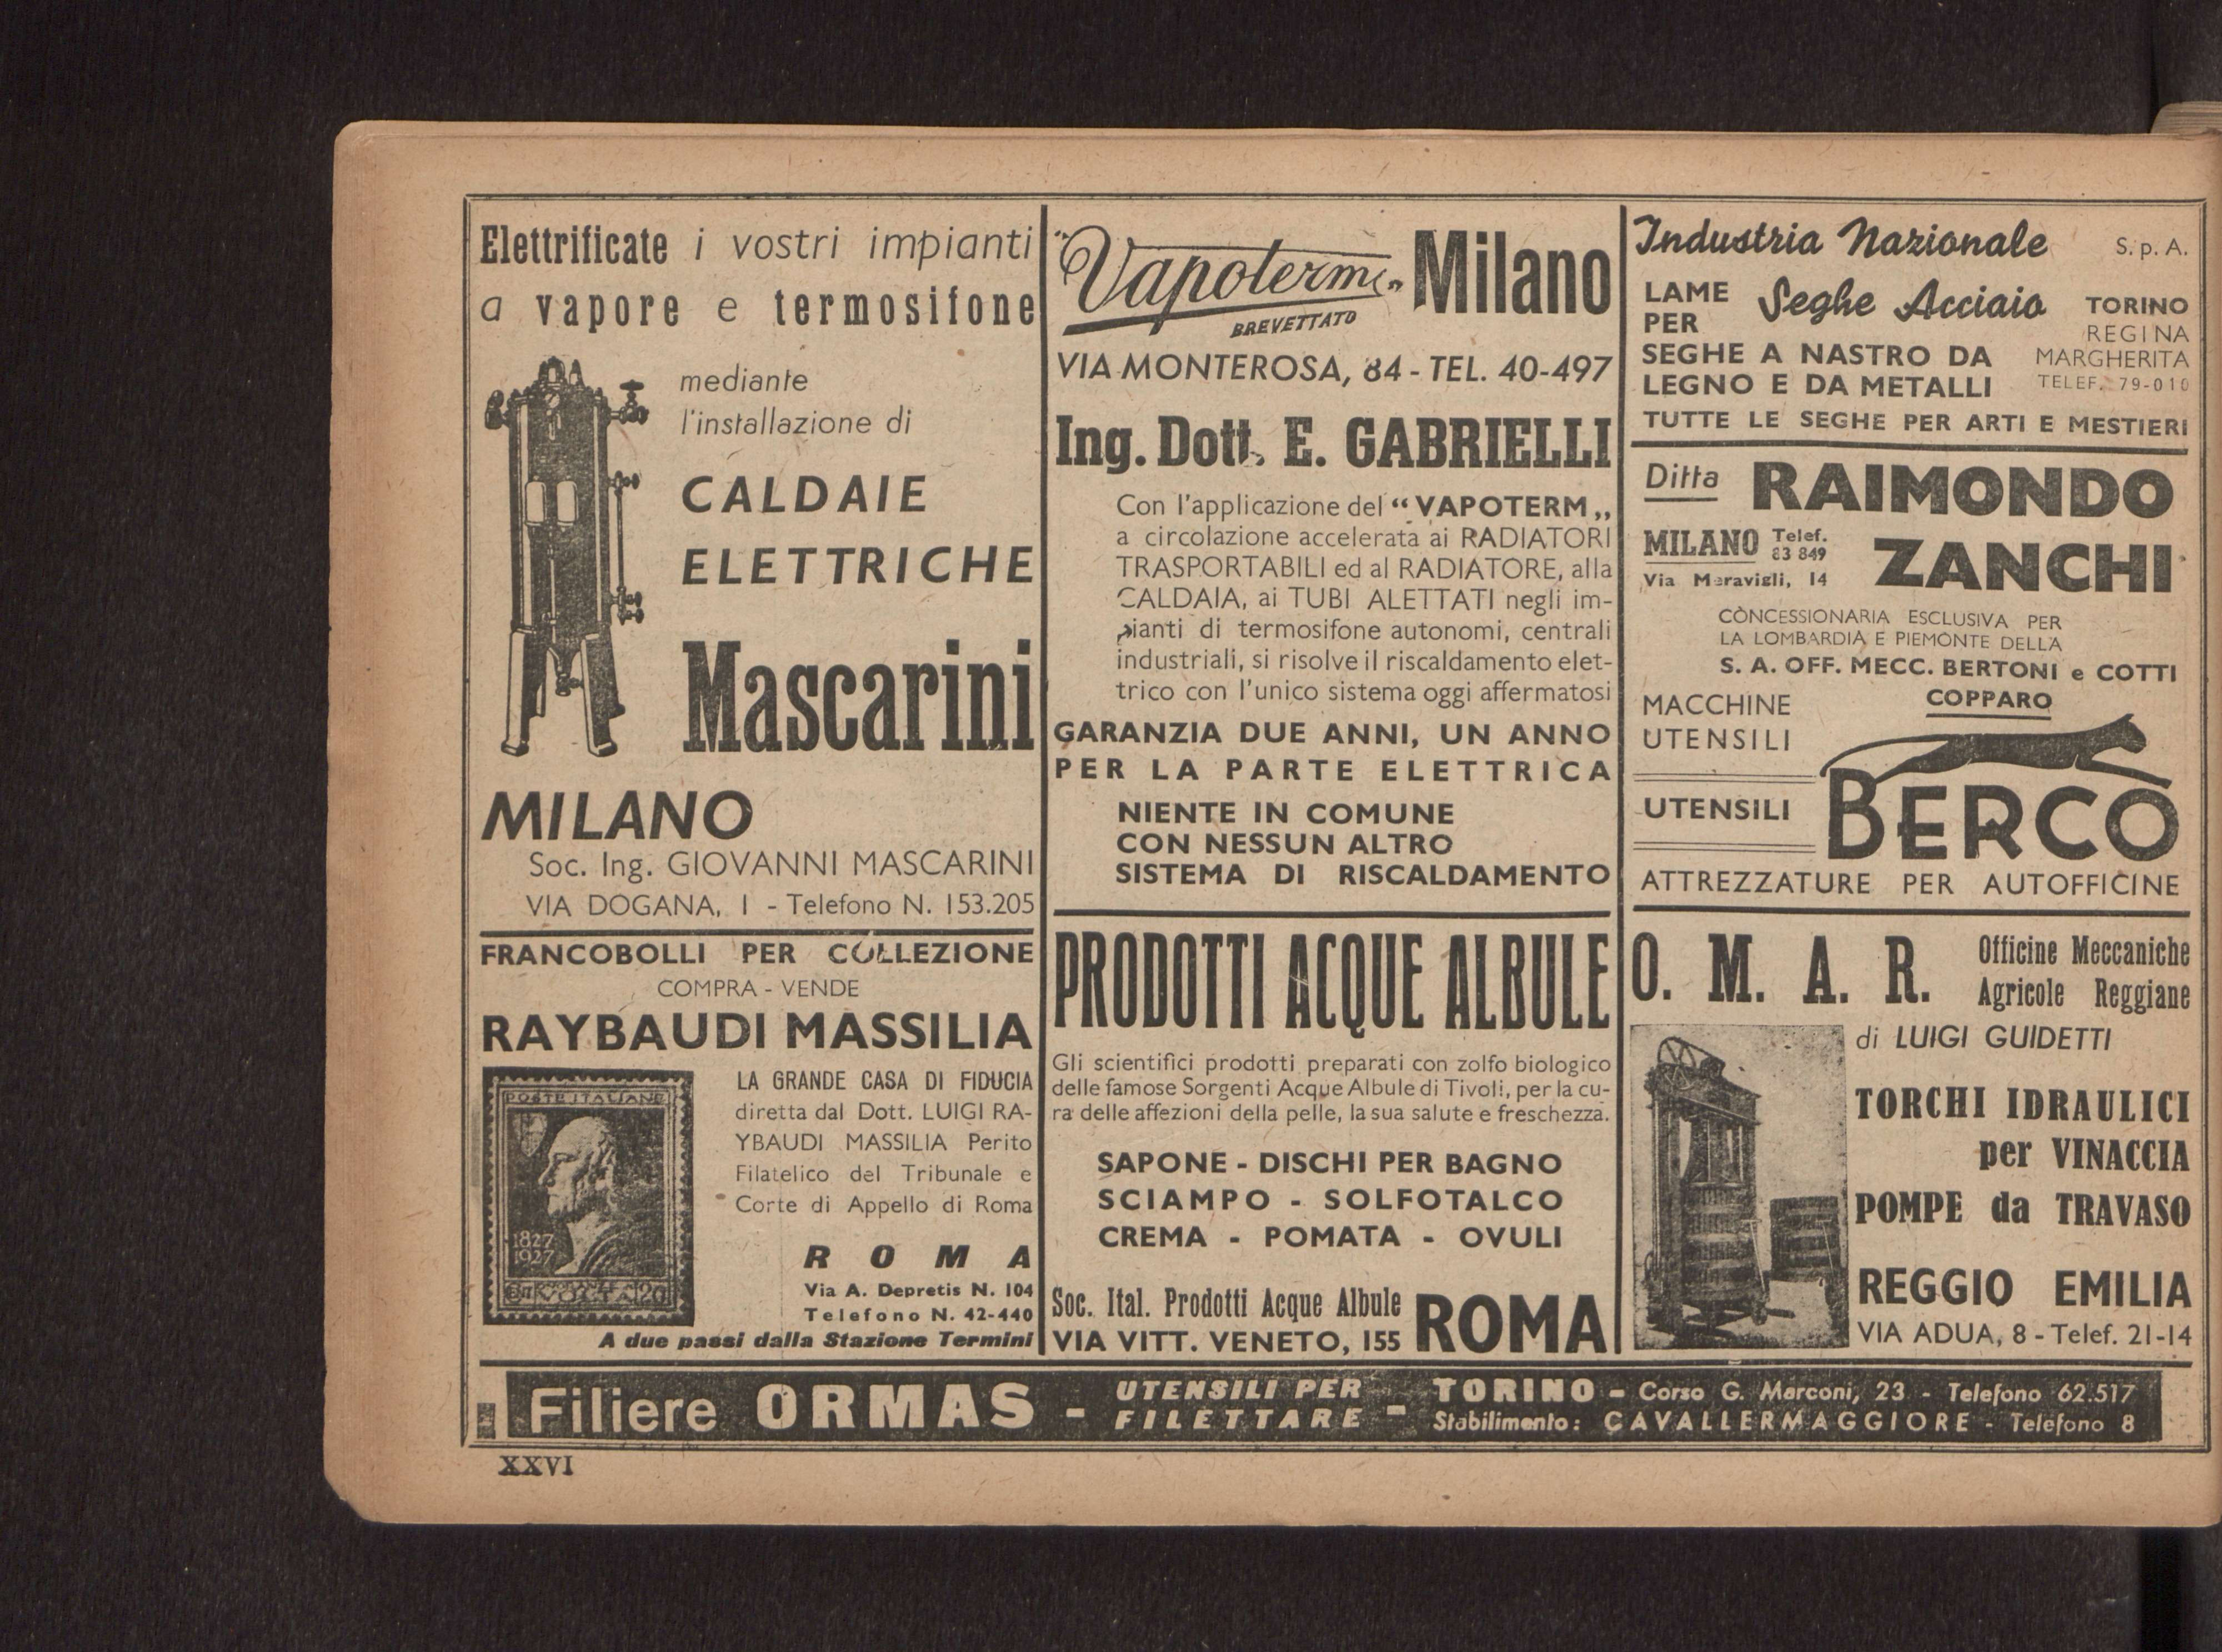 Elettrificate i vostri impianti
a vapore e termosifone
mediante
l'installazione di
CALDAIE
ELETTRICHE
Mascarini
MILANO
Soc. Ing. GIOVANNI MASCARINI
VIA DOGANA, 1 - Telefono N. 153.205
FRANCOBOLLI PER COLLEZIONE
COMPRA - VENDE
RAYBAUDI MASSILIA
POSTE ITALIANE
1827
1927
VOLTA 20
LA GRANDE CASA DI FIDUCIA
diretta dal Dott. LUIGI RA-
YBAUDI MASSILIA Perito
Filatelico del Tribunale e
Corte di Appello di Roma
ROMA
Via A. Depretis N. 104
Telefono N. 42-440
A due passi dalla Stazione Termini
"Vapoterm" Milano
BREVETTATO
VIA MONTEROSA, 84 - TEL. 40-497
Ing. Dott. E. GABRIELLI
Con l'applicazione del “VAPOTERM„
a circolazione accelerata ai RADIATORI
TRASPORTABILI ed al RADIATORE, alla
CALDAIA, ai TUBI ALETTATI negli im-
pianti di termosifone autonomi, centrali
industriali, si risolve il riscaldamento elet-
trico con l'unico sistema oggi affermatosi
GARANZIA DUE ANNI, UN ANNO
PER LA PARTE ELETTRICA
NIENTE IN COMUNE
CON NESSUN ALTRO
SISTEMA DI RISCALDAMENTO
PRODOTTI ACQUE ALBULE
Gli scientifici prodotti preparati con zolfo biologico
delle famose Sorgenti Acque Albule di Tivoli, per la cu-
ra delle affezioni della pelle, la sua salute e freschezza.
SAPONE - DISCHI PER BAGNO
SCIAMPO - SOLFOTALCO
CREMA - POMATA - OVULI
Soc. Ital. Prodotti Acque Albule
VIA VITT. VENETO, 155 ROMA
Industria Nazionale S. p. A.
LAME
PER
Seghe Acciaio
SEGHE A NASTRO DA
LEGNO E DA METALLI
TORINO
REGINA
MARGHERITA
TELEF. 79-010
TUTTE LE SEGHE PER ARTI E MESTIERI
Ditta RAIMONDO
ZANCHI
MILANO Telef.
83 849
Via Meravigli, 14
CONCESSIONARIA ESCLUSIVA PER
LA LOMBARDIA E PIEMONTE DELLA
S. A. OFF. MECC. BERTONI e COTTI
COPPARO
MACCHINE
UTENSILI
UTENSILI
BERCO
ATTREZZATURE PER AUTOFFICINE
O. M. A. R. Officine Meccaniche
Agricole Reggiane
di LUIGI GUIDETTI
TORCHI IDRAULICI
per VINACCIA
POMPE da TRAVASO
REGGIO EMILIA
VIA ADUA, 8 - Telef. 21-14
Filiere ORMAS - UTENSILI PER
FILETTARE -
TORINO - Corso G. Marconi, 23 - Telefono 62.517
Stabilimento: CAVALLERMAGGIORE - Telefono 8
XXVI